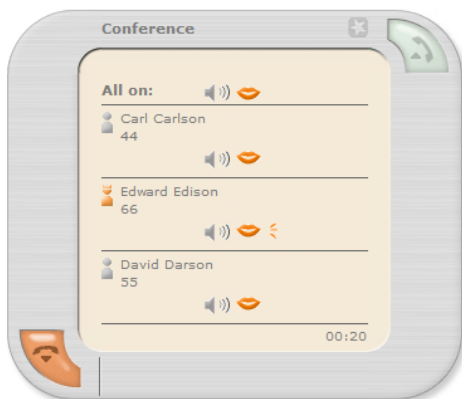 Conference
All on:
Carl Carlson
44
Edward Edison
66
David Darson
55
00:20